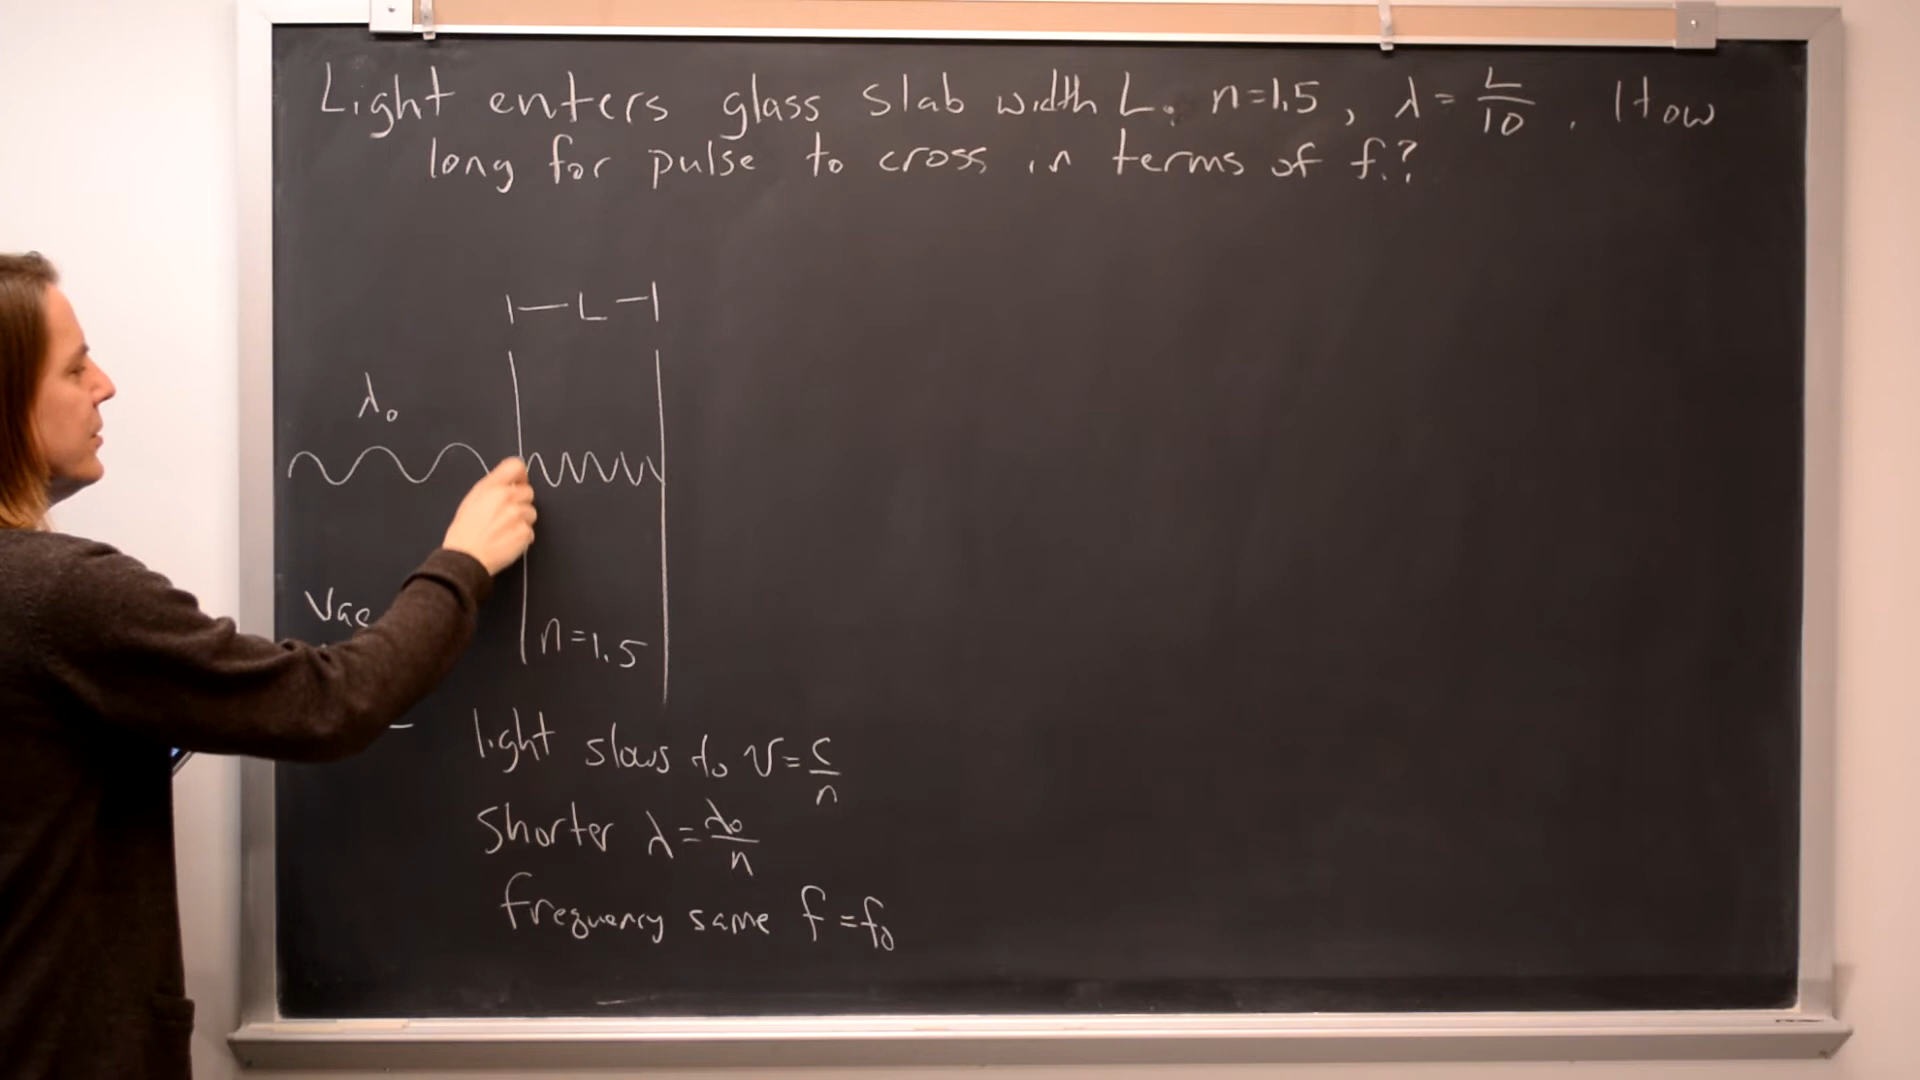 Light enters glass slab width L. n=1.5, λ=L/10. How
long for pulse to cross in terms of f.?
L
λ₀
Vac
n=1.5
light slows to v=c/n
Shorter λ=λ₀/n
frequency same f=f₀